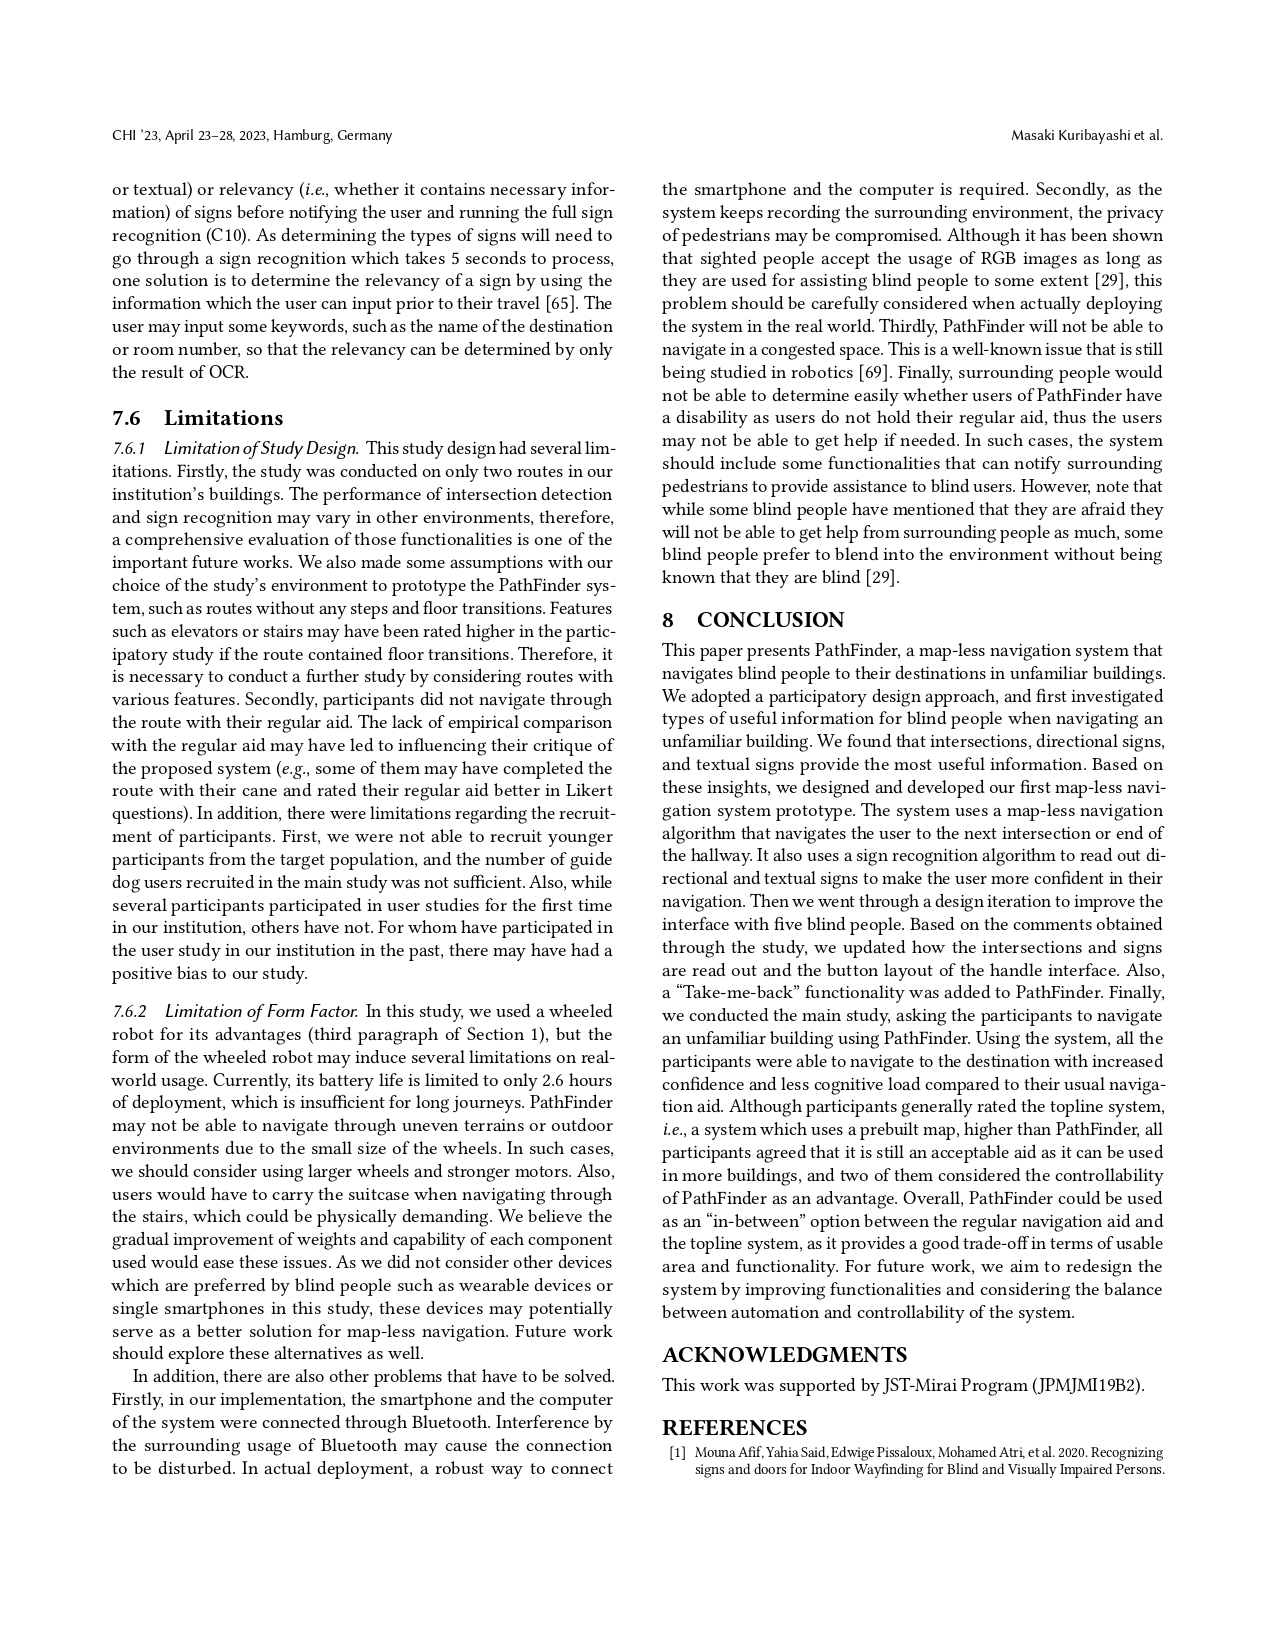 CHI ’23, April 23–28, 2023, Hamburg, Germany
Masaki Kuribayashi et al.
or textual) or relevancy (i.e., whether it contains necessary infor-
mation) of signs before notifying the user and running the full sign
recognition (C10). As determining the types of signs will need to
go through a sign recognition which takes 5 seconds to process,
one solution is to determine the relevancy of a sign by using the
information which the user can input prior to their travel [65]. The
user may input some keywords, such as the name of the destination
or room number, so that the relevancy can be determined by only
the result of OCR.
7.6 Limitations
7.6.1 Limitation of Study Design. This study design had several lim-
itations. Firstly, the study was conducted on only two routes in our
institution’s buildings. The performance of intersection detection
and sign recognition may vary in other environments, therefore,
a comprehensive evaluation of those functionalities is one of the
important future works. We also made some assumptions with our
choice of the study’s environment to prototype the PathFinder sys-
tem, such as routes without any steps and floor transitions. Features
such as elevators or stairs may have been rated higher in the partic-
ipatory study if the route contained floor transitions. Therefore, it
is necessary to conduct a further study by considering routes with
various features. Secondly, participants did not navigate through
the route with their regular aid. The lack of empirical comparison
with the regular aid may have led to influencing their critique of
the proposed system (e.g., some of them may have completed the
route with their cane and rated their regular aid better in Likert
questions). In addition, there were limitations regarding the recruit-
ment of participants. First, we were not able to recruit younger
participants from the target population, and the number of guide
dog users recruited in the main study was not sufficient. Also, while
several participants participated in user studies for the first time
in our institution, others have not. For whom have participated in
the user study in our institution in the past, there may have had a
positive bias to our study.
7.6.2 Limitation of Form Factor. In this study, we used a wheeled
robot for its advantages (third paragraph of Section 1), but the
form of the wheeled robot may induce several limitations on real-
world usage. Currently, its battery life is limited to only 2.6 hours
of deployment, which is insufficient for long journeys. PathFinder
may not be able to navigate through uneven terrains or outdoor
environments due to the small size of the wheels. In such cases,
we should consider using larger wheels and stronger motors. Also,
users would have to carry the suitcase when navigating through
the stairs, which could be physically demanding. We believe the
gradual improvement of weights and capability of each component
used would ease these issues. As we did not consider other devices
which are preferred by blind people such as wearable devices or
single smartphones in this study, these devices may potentially
serve as a better solution for map-less navigation. Future work
should explore these alternatives as well.
In addition, there are also other problems that have to be solved.
Firstly, in our implementation, the smartphone and the computer
of the system were connected through Bluetooth. Interference by
the surrounding usage of Bluetooth may cause the connection
to be disturbed. In actual deployment, a robust way to connect
the smartphone and the computer is required. Secondly, as the
system keeps recording the surrounding environment, the privacy
of pedestrians may be compromised. Although it has been shown
that sighted people accept the usage of RGB images as long as
they are used for assisting blind people to some extent [29], this
problem should be carefully considered when actually deploying
the system in the real world. Thirdly, PathFinder will not be able to
navigate in a congested space. This is a well-known issue that is still
being studied in robotics [69]. Finally, surrounding people would
not be able to determine easily whether users of PathFinder have
a disability as users do not hold their regular aid, thus the users
may not be able to get help if needed. In such cases, the system
should include some functionalities that can notify surrounding
pedestrians to provide assistance to blind users. However, note that
while some blind people have mentioned that they are afraid they
will not be able to get help from surrounding people as much, some
blind people prefer to blend into the environment without being
known that they are blind [29].
8 CONCLUSION
This paper presents PathFinder, a map-less navigation system that
navigates blind people to their destinations in unfamiliar buildings.
We adopted a participatory design approach, and first investigated
types of useful information for blind people when navigating an
unfamiliar building. We found that intersections, directional signs,
and textual signs provide the most useful information. Based on
these insights, we designed and developed our first map-less navi-
gation system prototype. The system uses a map-less navigation
algorithm that navigates the user to the next intersection or end of
the hallway. It also uses a sign recognition algorithm to read out di-
rectional and textual signs to make the user more confident in their
navigation. Then we went through a design iteration to improve the
interface with five blind people. Based on the comments obtained
through the study, we updated how the intersections and signs
are read out and the button layout of the handle interface. Also,
a “Take-me-back” functionality was added to PathFinder. Finally,
we conducted the main study, asking the participants to navigate
an unfamiliar building using PathFinder. Using the system, all the
participants were able to navigate to the destination with increased
confidence and less cognitive load compared to their usual naviga-
tion aid. Although participants generally rated the topline system,
i.e., a system which uses a prebuilt map, higher than PathFinder, all
participants agreed that it is still an acceptable aid as it can be used
in more buildings, and two of them considered the controllability
of PathFinder as an advantage. Overall, PathFinder could be used
as an “in-between” option between the regular navigation aid and
the topline system, as it provides a good trade-off in terms of usable
area and functionality. For future work, we aim to redesign the
system by improving functionalities and considering the balance
between automation and controllability of the system.
ACKNOWLEDGMENTS
This work was supported by JST-Mirai Program (JPMJMI19B2).
REFERENCES
[1] Mouna Afif, Yahia Said, Edwige Pissaloux, Mohamed Atri, et al. 2020. Recognizing
signs and doors for Indoor Wayfinding for Blind and Visually Impaired Persons.